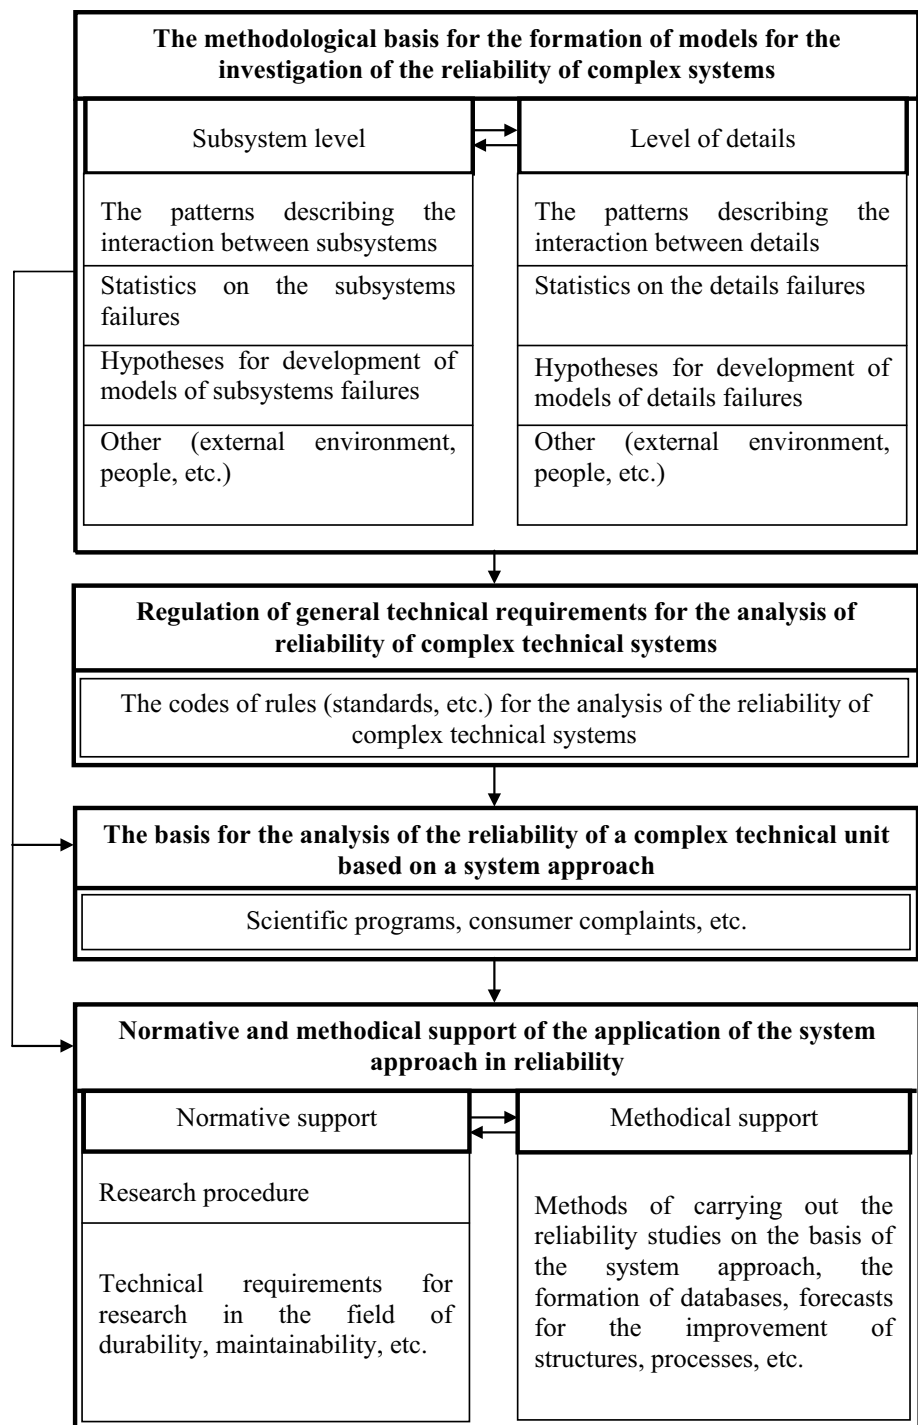 The methodological basis for the formation of models for the
investigation of the reliability of complex systems
Subsystem level
Level of details
The patterns describing the
interaction between subsystems
Statistics on the subsystems
failures
Hypotheses for development of
models of subsystems failures
Other (external environment,
people, etc.)
The patterns describing the
interaction between details
Statistics on the details failures
Hypotheses for development of
models of details failures
Other (external environment,
people, etc.)
Regulation of general technical requirements for the analysis of
reliability of complex technical systems
The codes of rules (standards, etc.) for the analysis of the reliability of
complex technical systems
The basis for the analysis of the reliability of a complex technical unit
based on a system approach
Scientific programs, consumer complaints, etc.
Normative and methodical support of the application of the system
approach in reliability
Normative support
Methodical support
Research procedure
Technical requirements for
research in the field of
durability, maintainability, etc.
Methods of carrying out the
reliability studies on the basis of
the system approach, the
formation of databases, forecasts
for the improvement of
structures, processes, etc.